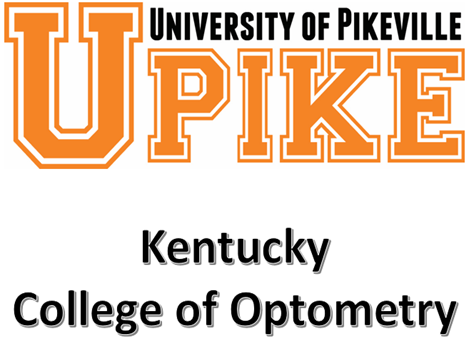 UNIVERSITY OF PIKEVILLE
UPIKE
Kentucky
College of Optometry